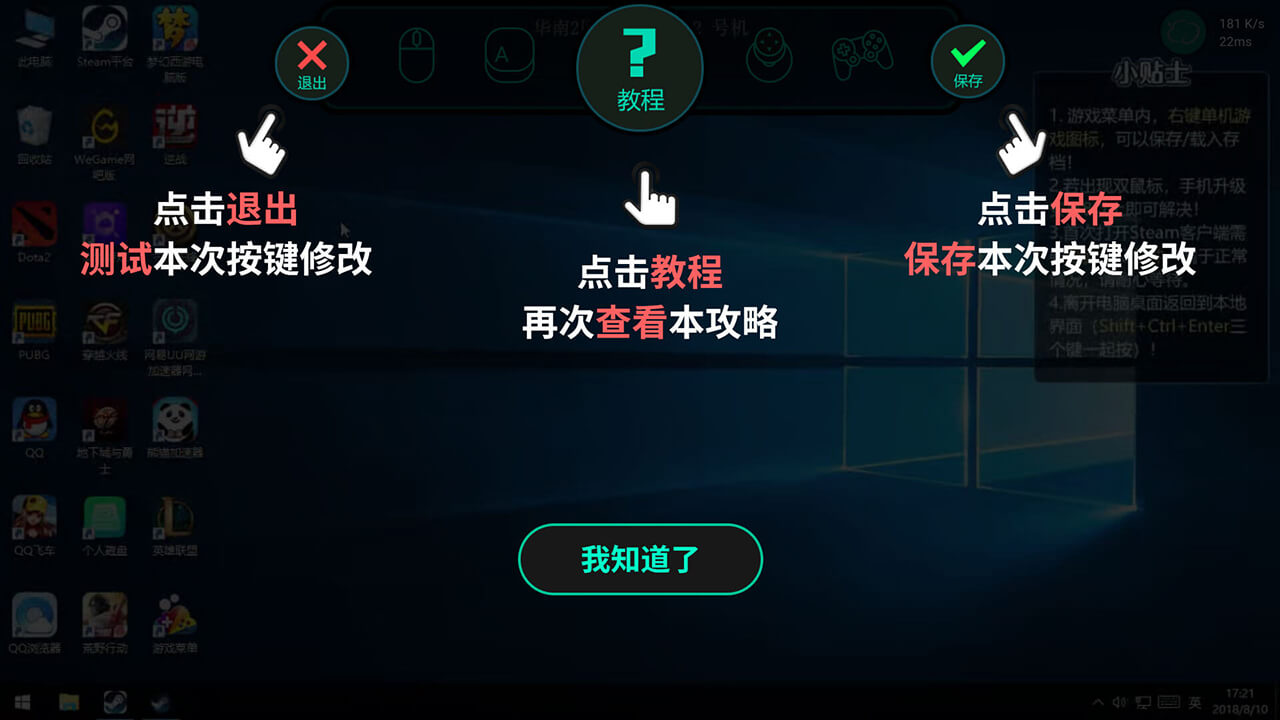 181 K/s
22ms
退出
教程
保存
点击退出
测试本次按键修改
点击教程
再次查看本攻略
点击保存
保存本次按键修改
我知道了
小贴士
1. 游戏菜单内，右键单机游
戏图标，可以保存/载入存
档！
2.若出现双鼠标，手机升级
即可解决！
3.首次打开Steam客户端需
于正常
情况，请耐心等待。
4.离开电脑桌面返回到本地
界面（Shift+Ctrl+Enter三
个键一起按）！
华南2
号机
A
此电脑
Steam平台
梦幻西游电
脑版
回收站
WeGame网
吧版
逆战
Dota2
PUBG
穿越火线
网易UU网游
加速器网...
QQ
地下城与勇
士
熊猫加速器
QQ飞车
个人磁盘
英雄联盟
QQ浏览器
荒野行动
游戏菜单
英
17:21
2018/8/10